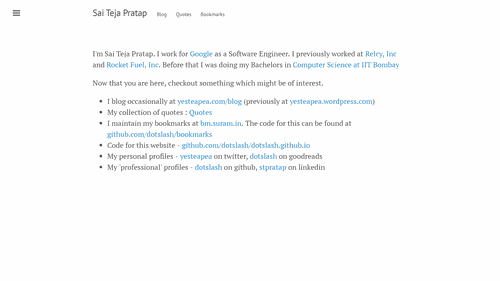 Sai Teja Pratap Blog Quotes Bookmarks
I'm Sai Teja Pratap. I work for Google as a Software Engineer. I previously worked at Relcy, Inc
and Rocket Fuel, Inc. Before that I was doing my Bachelors in Computer Science at IIT Bombay
Now that you are here, checkout something which might be of interest.
• I blog occasionally at yesteapea.com/blog (previously at yesteapea.wordpress.com)
• My collection of quotes : Quotes
• I maintain my bookmarks at bm.suram.in. The code for this can be found at
github.com/dotslash/bookmarks
• Code for this website - github.com/dotslash/dotslash.github.io
• My personal profiles - yesteapea on twitter, dotslash on goodreads
• My 'professional' profiles - dotslash on github, stpratap on linkedin